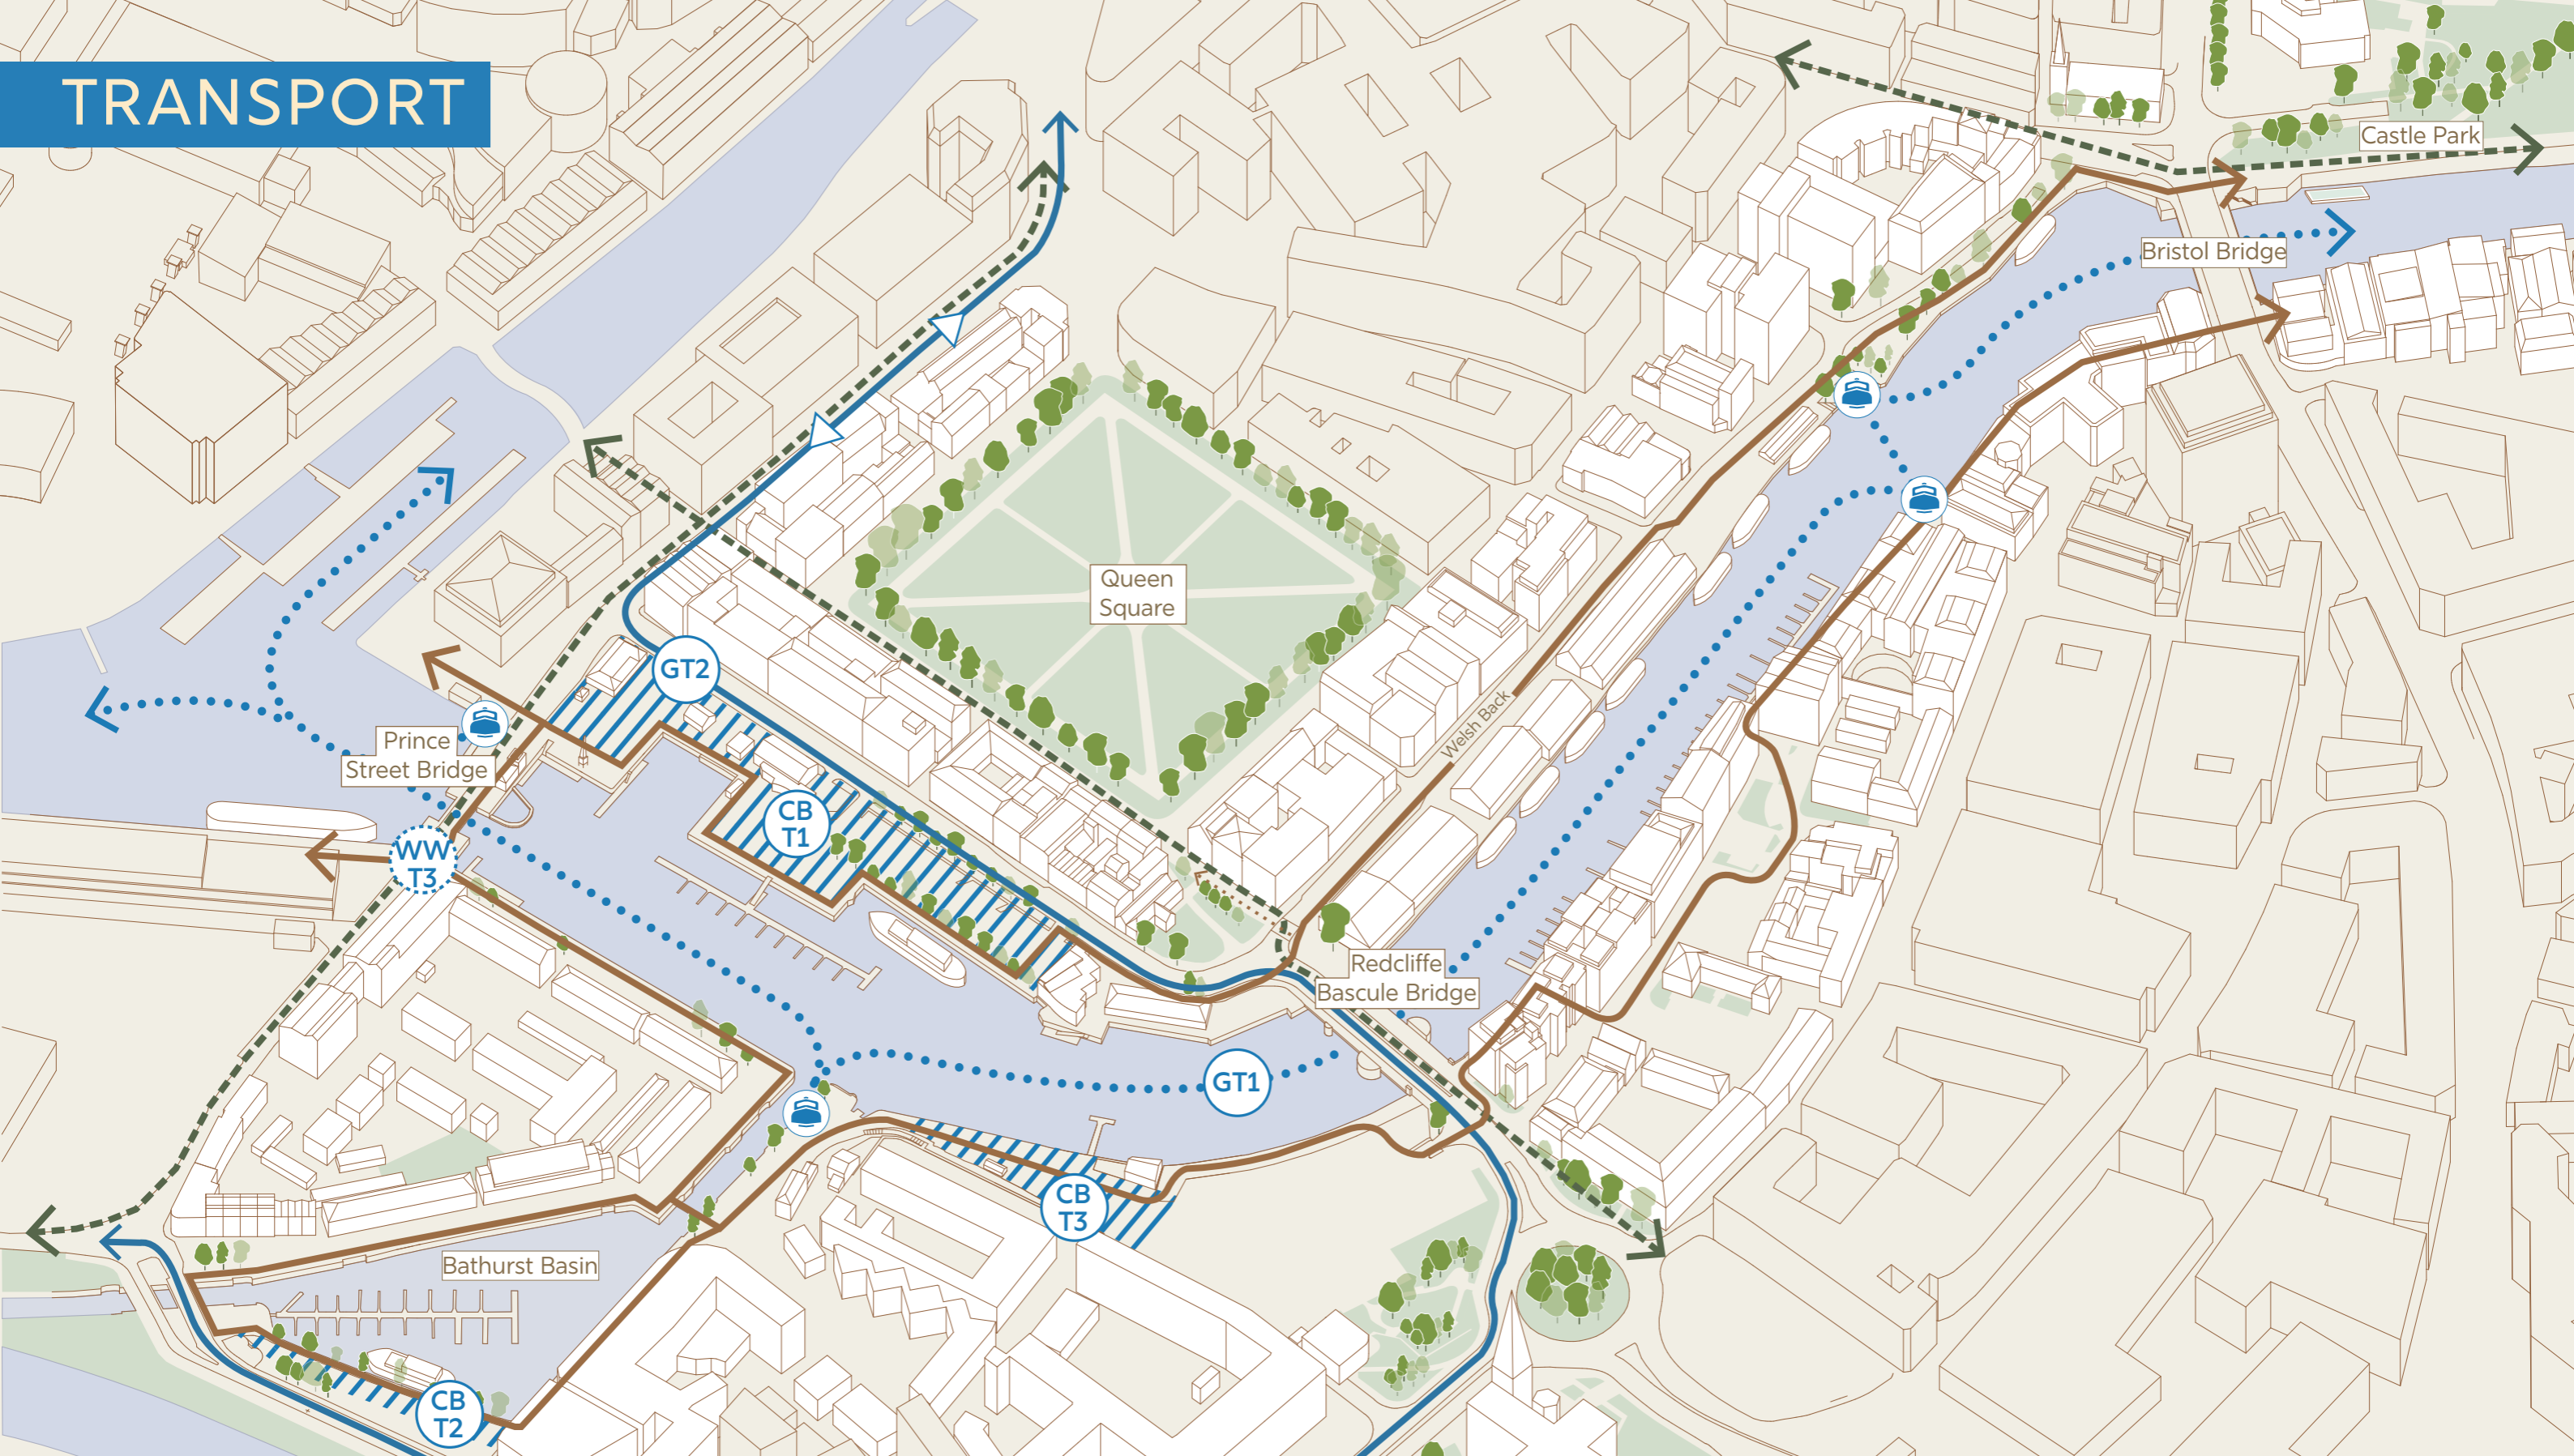 TRANSPORT
Castle Park
Bristol Bridge
Queen
Square
GT2
Welsh Back
Prince
Street Bridge
CB
T1
WW
T3
Redcliffe
Bascule Bridge
GT1
CB
T3
Bathurst Basin
CB
T2